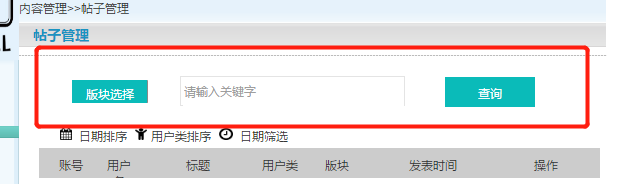 内容管理>>帖子管理
帖子管理
版块选择 请输入关键字 查询
日期排序 用户类排序 日期筛选
账号 用户 标题 用户类 版块 发表时间 操作